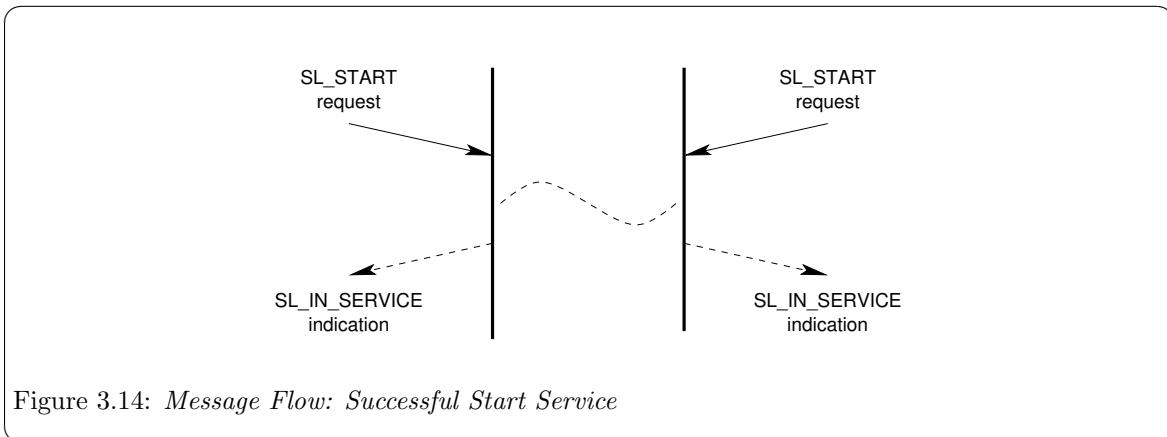 SL_START
request
SL_START
request
SL_IN_SERVICE
indication
SL_IN_SERVICE
indication
Figure 3.14: Message Flow: Successful Start Service